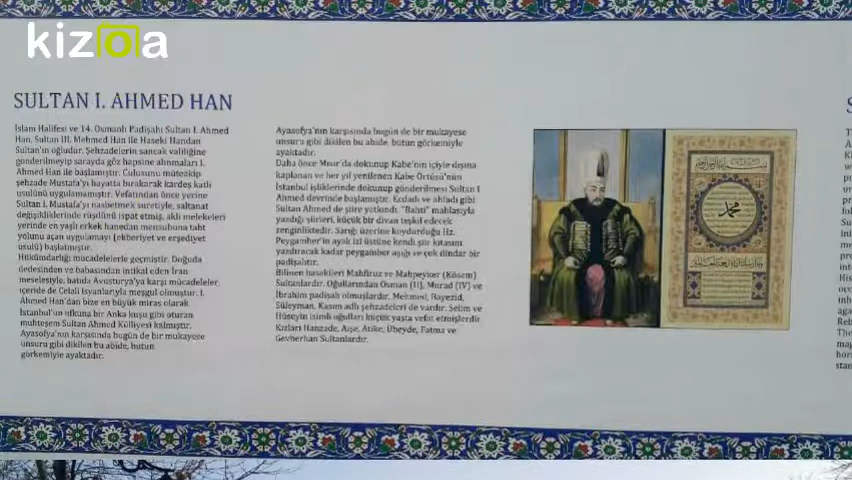 kizoa
SULTAN I. AHMED HAN
İslam Halifesi ve 14. Osmanlı Padişahı Sultan I. Ahmed
Han, Sultan III. Mehmed Han ile Haseki Handan
Sultan'ın oğludur. Şehzadelerin sancak valiliğine
gönderilmeyip sarayda göz hapsine alınmaları I.
Ahmed Han ile başlamıştır. Culusunu müteakip
şehzade Mustafa'yı hayatta bırakarak kardeş katli
usulünü uygulamamıştır. Vefatından önce yerine
Sultan I. Mustafa'yı nasbetmek suretiyle, saltanat
değişikliklerinde rüşdünü ispat etmiş, akli melekeleri
yerinde en yaşlı erkek hanedan mensubuna taht
yolunu açan uygulamayı (ekberiyet ve erşediyet
usulü) başlatmıştır.
Hükümdarlığı mücadelelerle geçmiştir. Doğuda
dedesinden ve babasından intikal eden İran
meselesiyle, batıda Avusturya'ya karşı mücadeleler,
içeride de Celali isyanlarıyla meşgul olmuştur. I.
Ahmed Han'dan bize en büyük miras olarak
İstanbul'un ufkuna bir Anka kuşu gibi oturan
muhteşem Sultan Ahmed Külliyesi kalmıştır.
Ayasofya'nın karşısında bugün de bir mukayese
unsuru gibi dikilen bu abide, bütün
görkemiyle ayaktadır.
Ayasofya'nın karşısında bugün de bir mukayese
unsuru gibi dikilen bu abide, bütün görkemiyle
ayaktadır.
Daha önce Mısır'da dokunup Kabe'nin içiyle dışına
kaplanan ve her yıl yenilenen Kabe Örtüsü'nün
İstanbul işliklerinde dokunup gönderilmesi Sultan I
Ahmed devrinde başlamıştır. Ecdadı ve ahfadı gibi
Sultan Ahmed de şiire yatkındı. "Bahti" mahlasıyla
yazdığı şiirleri, küçük bir divan teşkil edecek
zenginliktedir. Sarığı üzerine koydurduğu Hz.
Peygamber'in ayak izi üstüne kendi şiir kıtasını
yazdıracak kadar peygamber aşığı ve çok dindar bir
padişahtır.
Bilinen hasekileri Mahfiruz ve Mahpeyker (Kösem)
Sultanlardır. Oğullarından Osman (II), Murad (IV) ve
İbrahim padişah olmuşlardır. Mehmed, Bayezid,
Süleyman, Kasım adlı şehzadeleri de vardır. Selim ve
Hüseyin isimli oğulları küçük yaşta vefat etmişlerdir
Kızları Hanzade, Ayşe, Atike, Übeyde, Fatma ve
Gevherhan Sultanlardır.
محمد